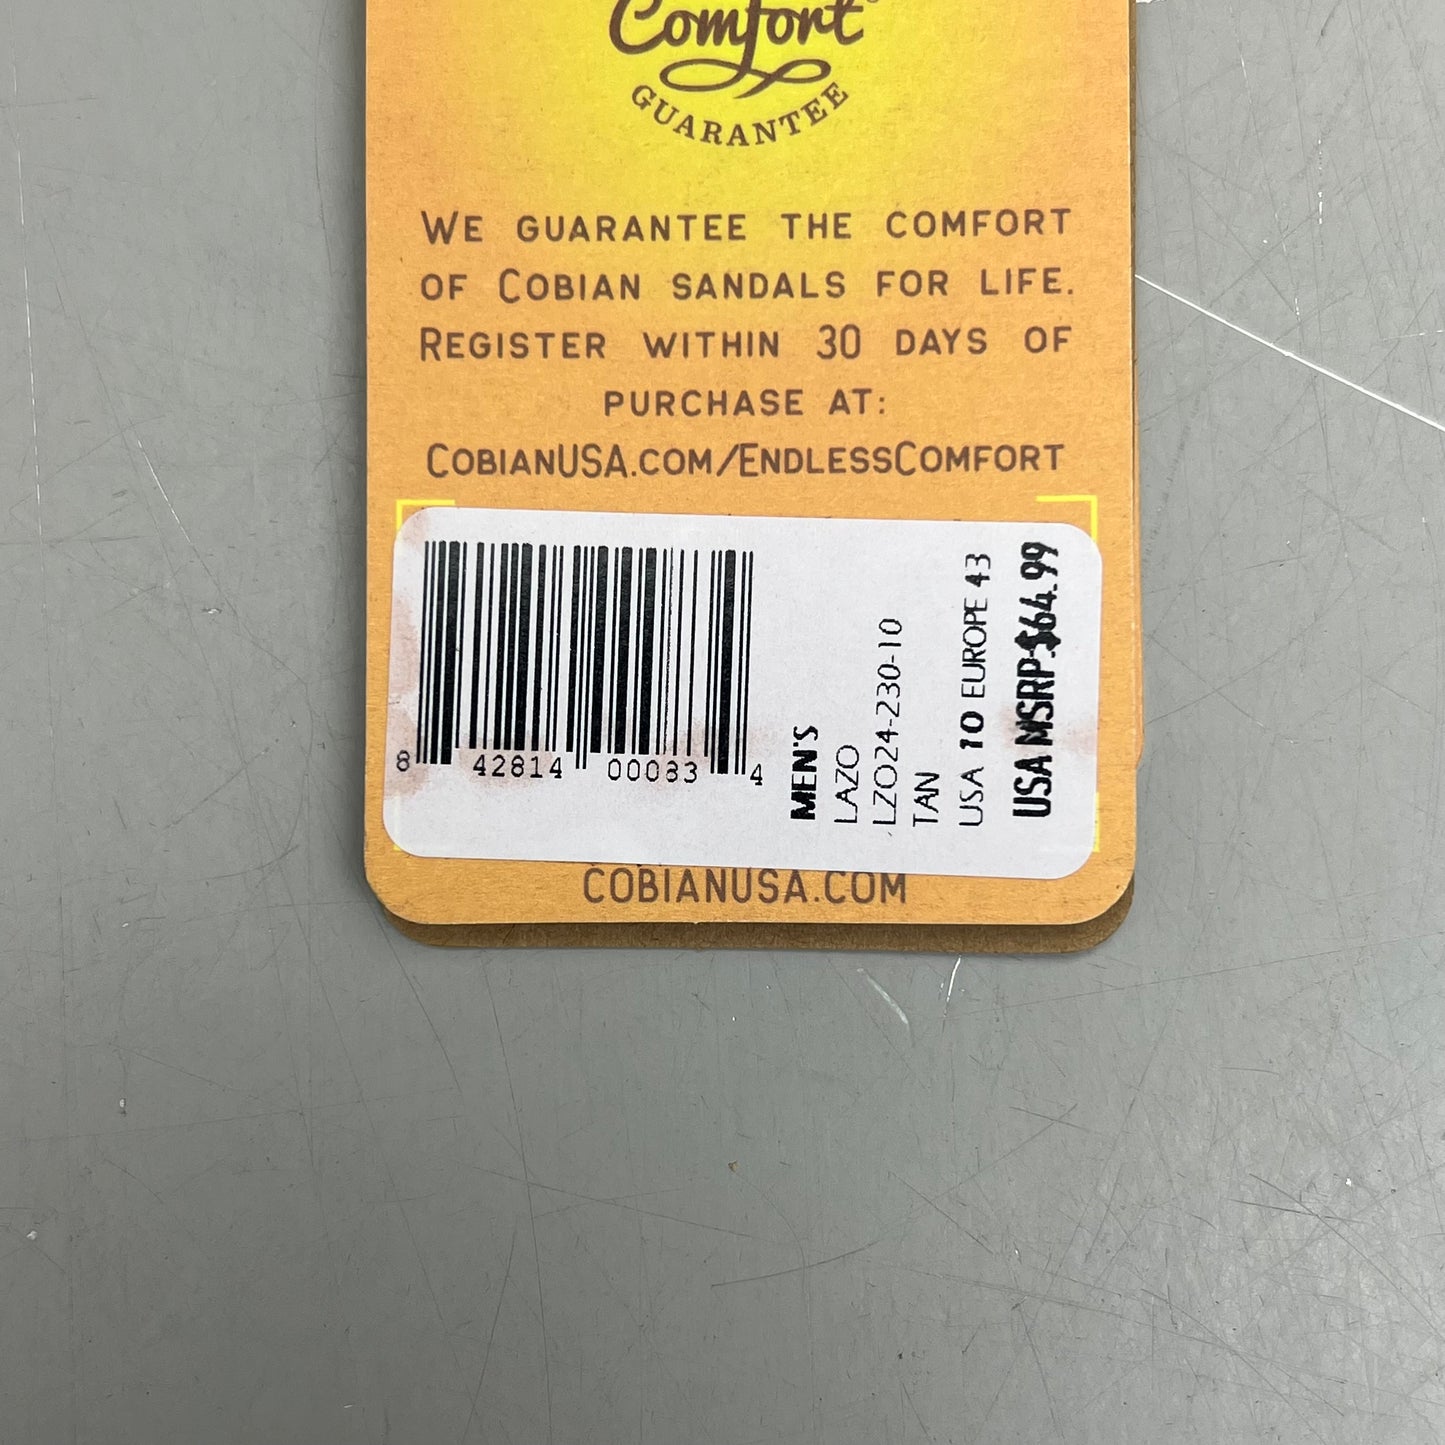 Comfort
GUARANTEE
WE GUARANTEE THE COMFORT
OF COBIAN SANDALS FOR LIFE.
REGISTER WITHIN 30 DAYS OF
PURCHASE AT:
COBIANUSA.COM/ENDLESSCOMFORT
8 42814 00083 4
MEN'S
LAZO
LZO24-230-10
TAN
USA 10 EUROPE 43
USA MSRP:$64.99
COBIANUSA.COM